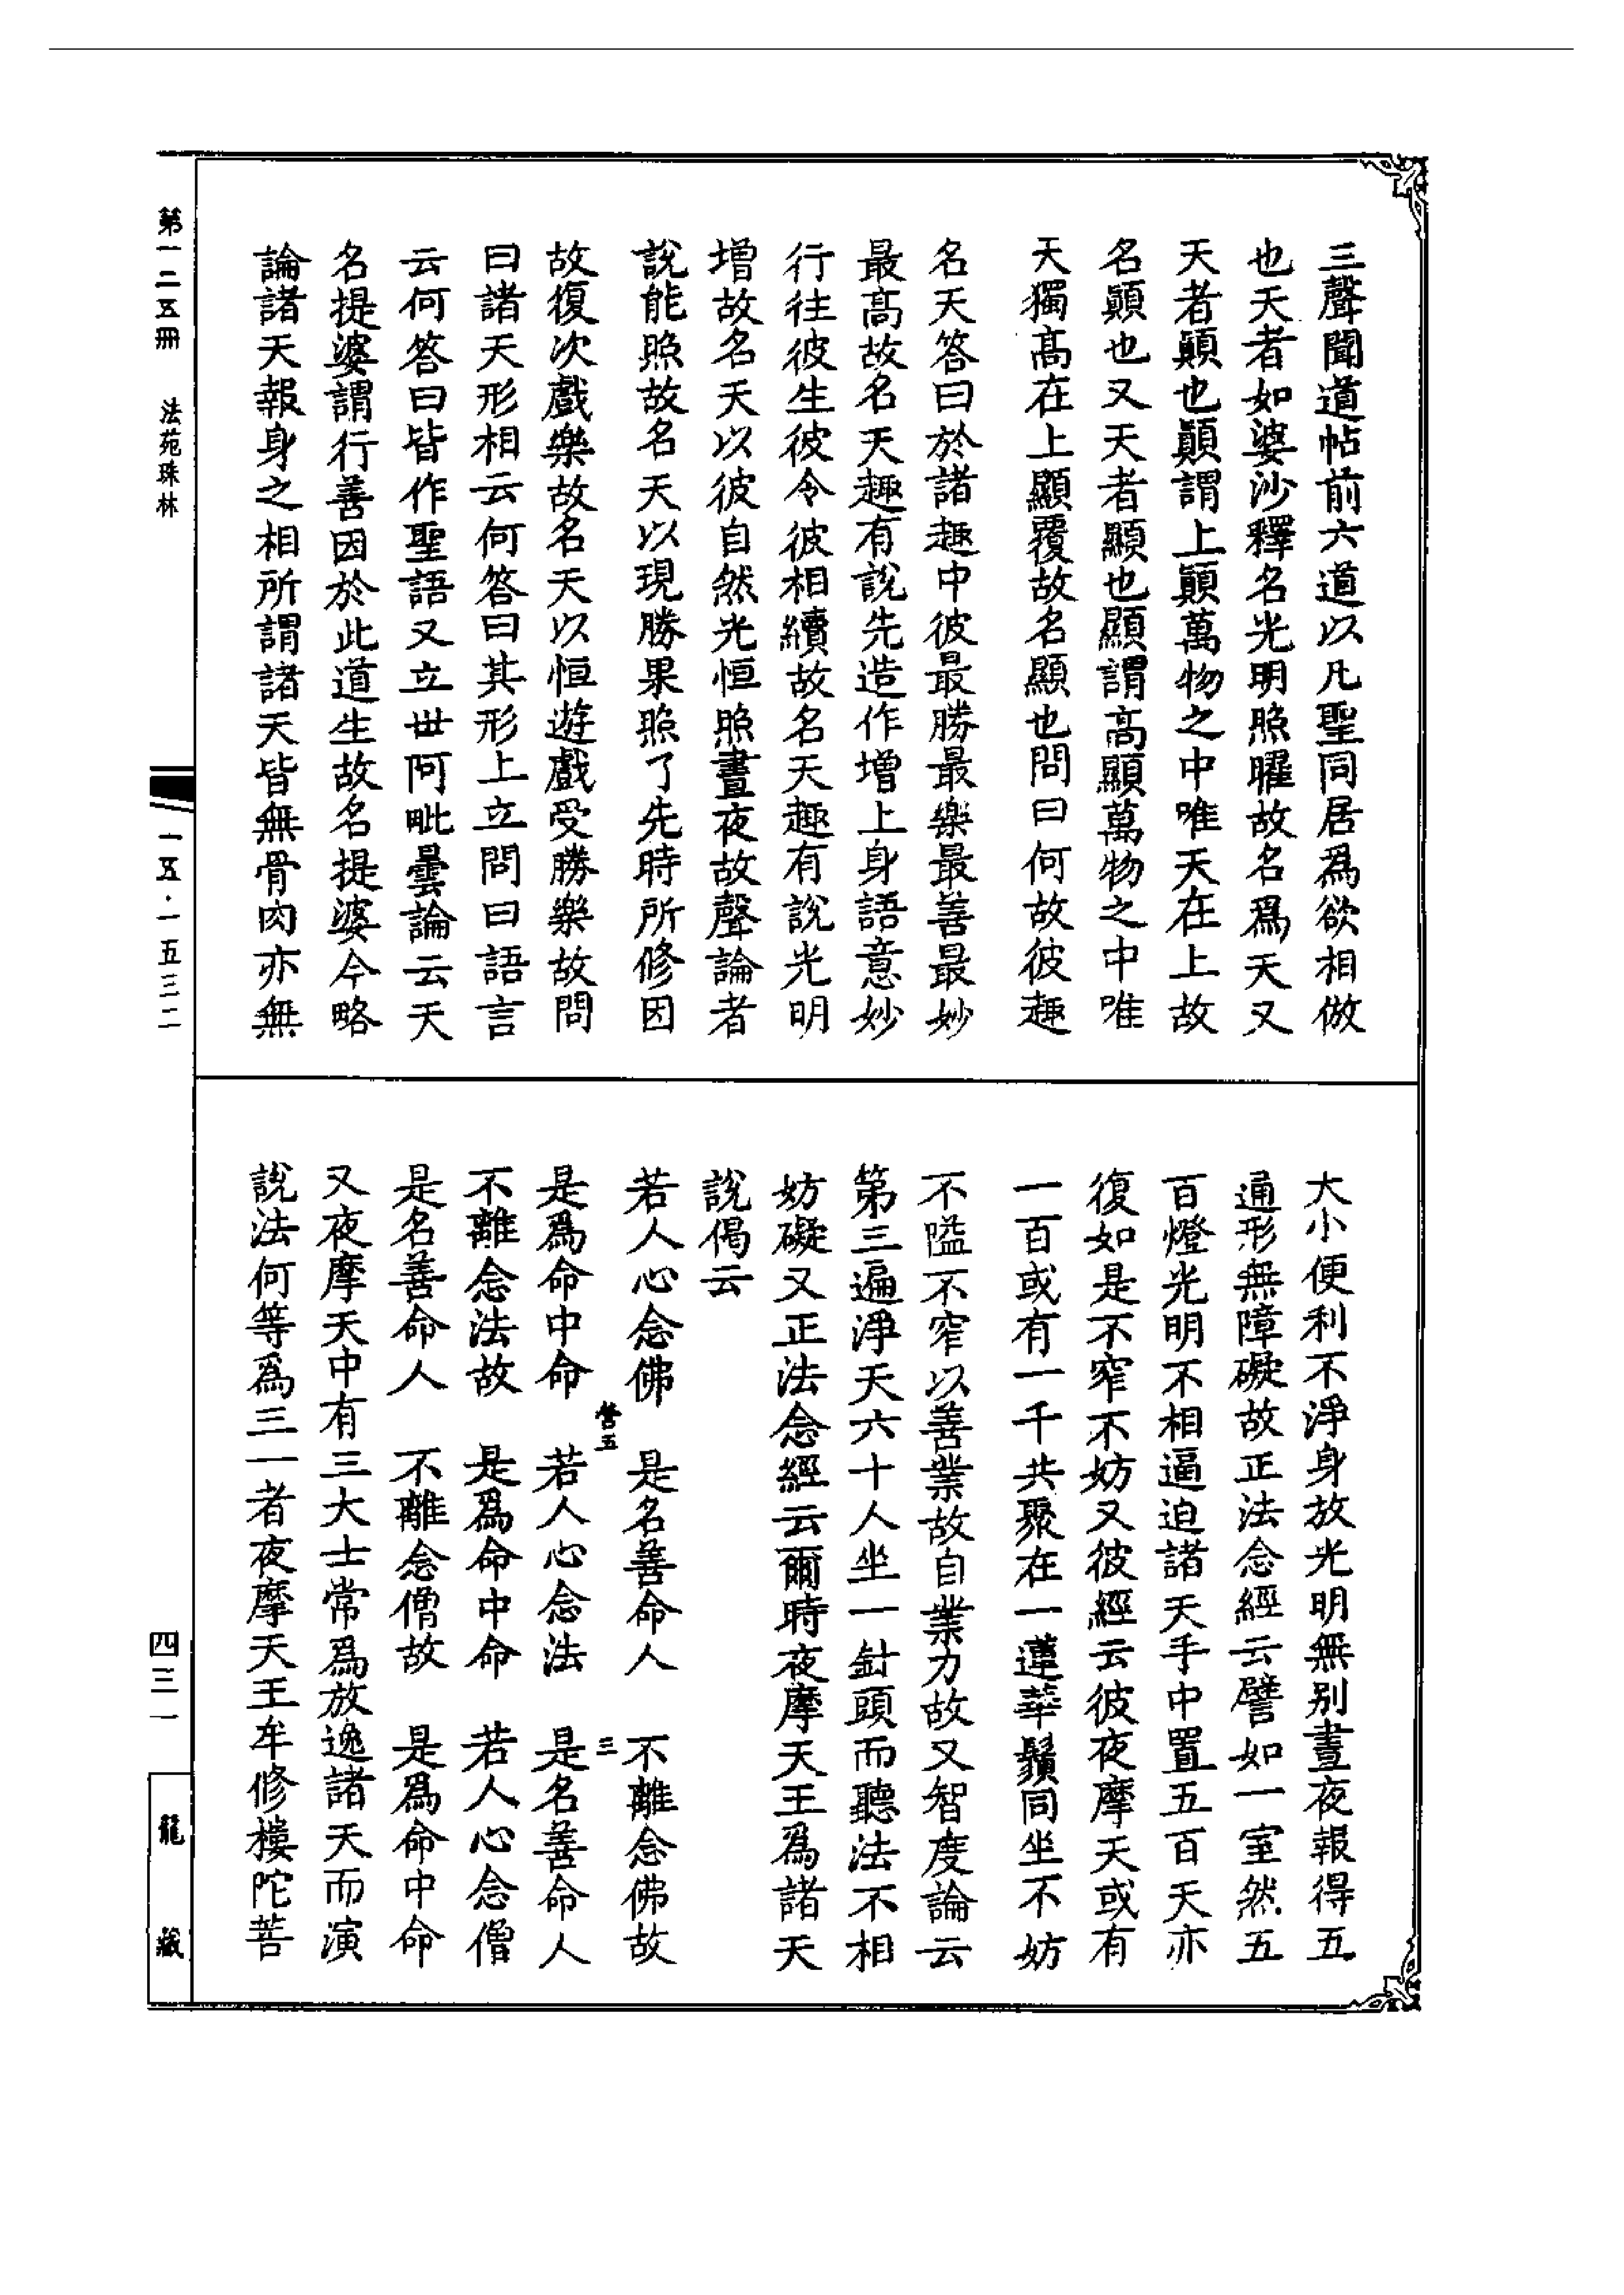 三聲聞道帖前六道以凡聖同居爲欲相倣
也天者如婆沙釋名光明照曜故名爲天又
天者顚也顚謂上顚萬物之中唯天在上故
名顚也又天者顯也顯謂高顯萬物之中唯
天獨高在上顯覆故名顯也問曰何故彼趣
名天答曰於諸趣中彼最勝最樂最善最妙
最高故名天趣有說先造作增上身語意妙
行往彼生彼令彼相續故名天趣有說光明
增故名天以彼自然光恒照晝夜故聲論者
說能照故名天以現勝果照了先時所修因
故復次戲樂故名天以恒遊戲受勝樂故問
曰諸天形相云何答曰其形上立問曰語言
云何答曰皆作聖語又立世阿毗曇論云天
名提婆謂行善因於此道生故名提婆今略
論諸天報身之相所謂諸天皆無骨肉亦無
大小便利不淨身放光明無別晝夜報得五
通形無障礙故正法念經云譬如一室然五
百燈光明不相逼迫諸天手中置五百天亦
復如是不窄不妨又彼經云彼夜摩天或有
一百或有一千共聚在一蓮華鬚同坐不妨
不隘不窄以善業故自業力故又智度論云
第三遍淨天六十人坐一針頭而聽法不相
妨礙又正法念經云爾時夜摩天王爲諸天
說偈云
若人心念佛 是名善命人 不離念佛故
營五 三
是爲命中命 若人心念法 是名善命人
不離念法故 是爲命中命 若人心念僧
是名善命人 不離念僧故 是爲命中命
又夜摩天中有三大士常爲放逸諸天而演
說法何等爲三一者夜摩天王牟修樓陀菩
第一二五冊 法苑珠林
一五·一五三二
四三一
龍藏